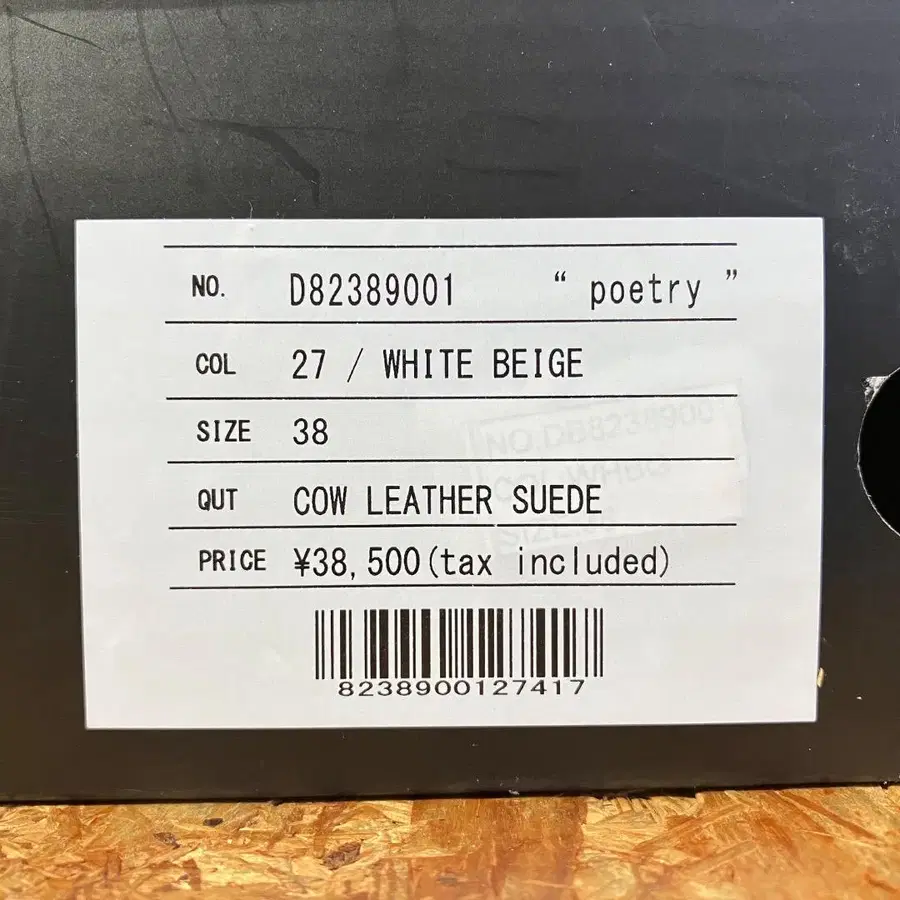 NO. D82389001 “ poetry ”
COL 27 / WHITE BEIGE
SIZE 38
QUT COW LEATHER SUEDE
PRICE ¥38,500(tax included)
8238900127417